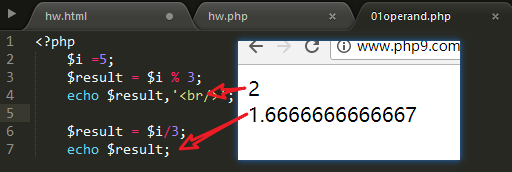 hw.html
hw.php
01operand.php
1 <?php
2 $i =5;
3 $result = $i % 3;
4 echo $result,'<br/>';
5
6 $result = $i/3;
7 echo $result;
www.php9.com
2
1.6666666666667